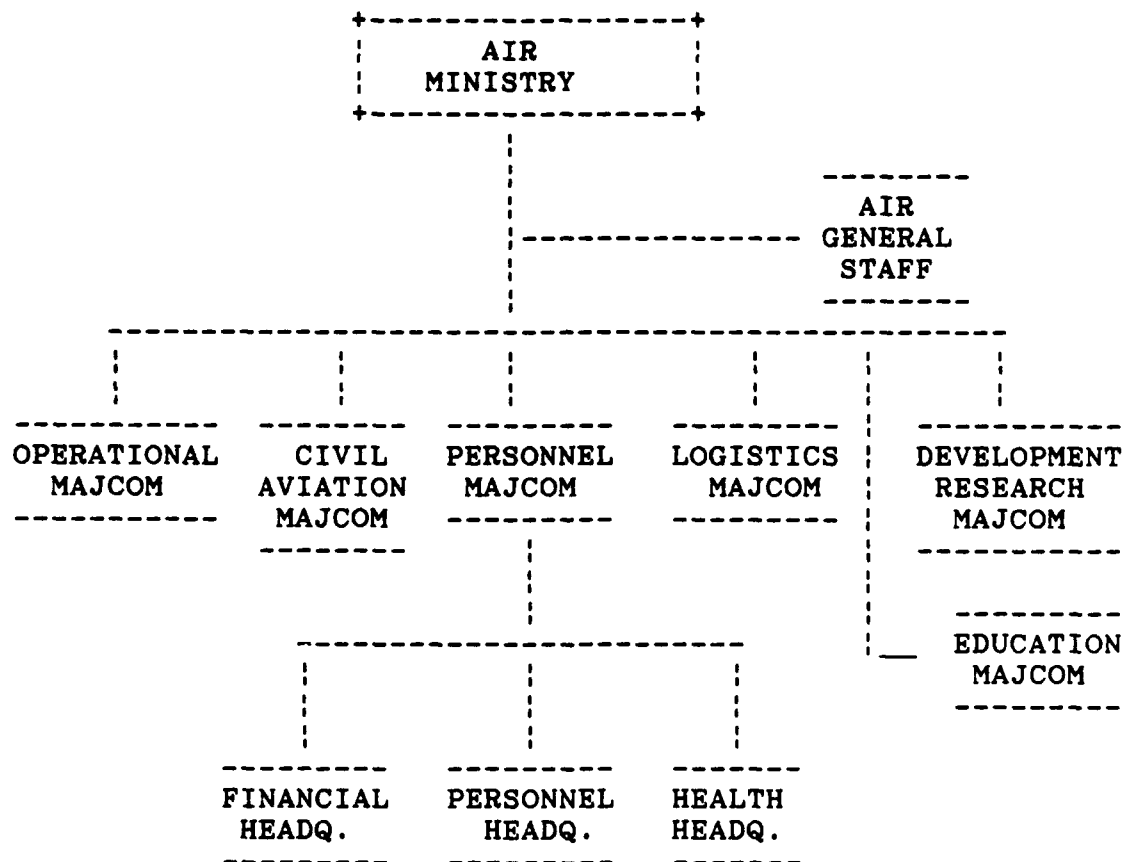 AIR
MINISTRY
AIR
GENERAL
STAFF
OPERATIONAL
MAJCOM
CIVIL
AVIATION
MAJCOM
PERSONNEL
MAJCOM
LOGISTICS
MAJCOM
DEVELOPMENT
RESEARCH
MAJCOM
EDUCATION
MAJCOM
FINANCIAL
HEADQ.
PERSONNEL
HEADQ.
HEALTH
HEADQ.